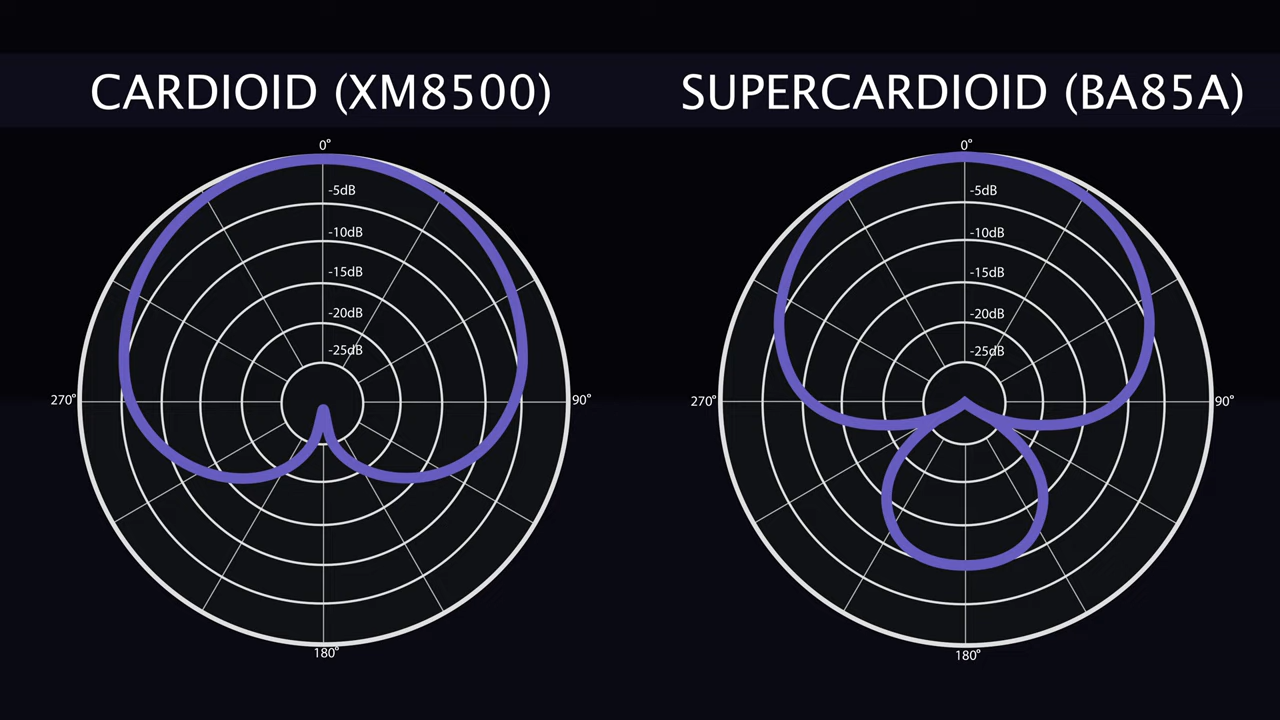 CARDIOID (XM8500)
0°
-5dB
-10dB
-15dB
-20dB
-25dB
270°
90°
180°
SUPERCARDIOID (BA85A)
0°
-5dB
-10dB
-15dB
-20dB
-25dB
270°
90°
180°